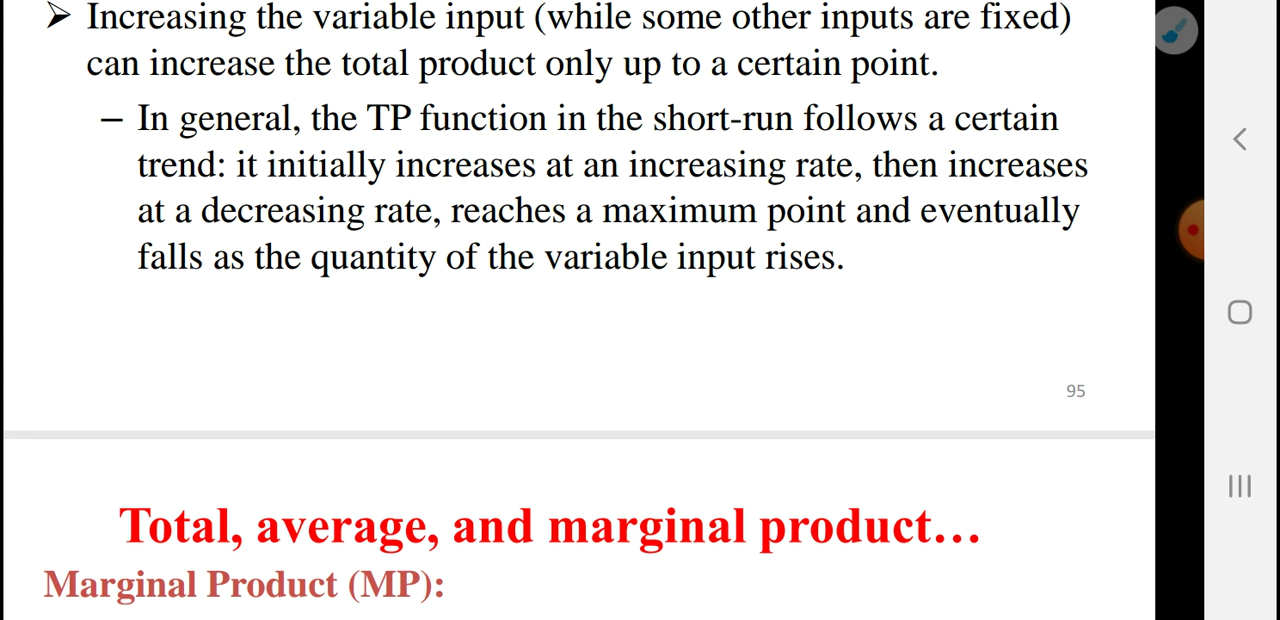 ➢ Increasing the variable input (while some other inputs are fixed)
can increase the total product only up to a certain point.
– In general, the TP function in the short-run follows a certain
trend: it initially increases at an increasing rate, then increases
at a decreasing rate, reaches a maximum point and eventually
falls as the quantity of the variable input rises.
95
Total, average, and marginal product…
Marginal Product (MP):